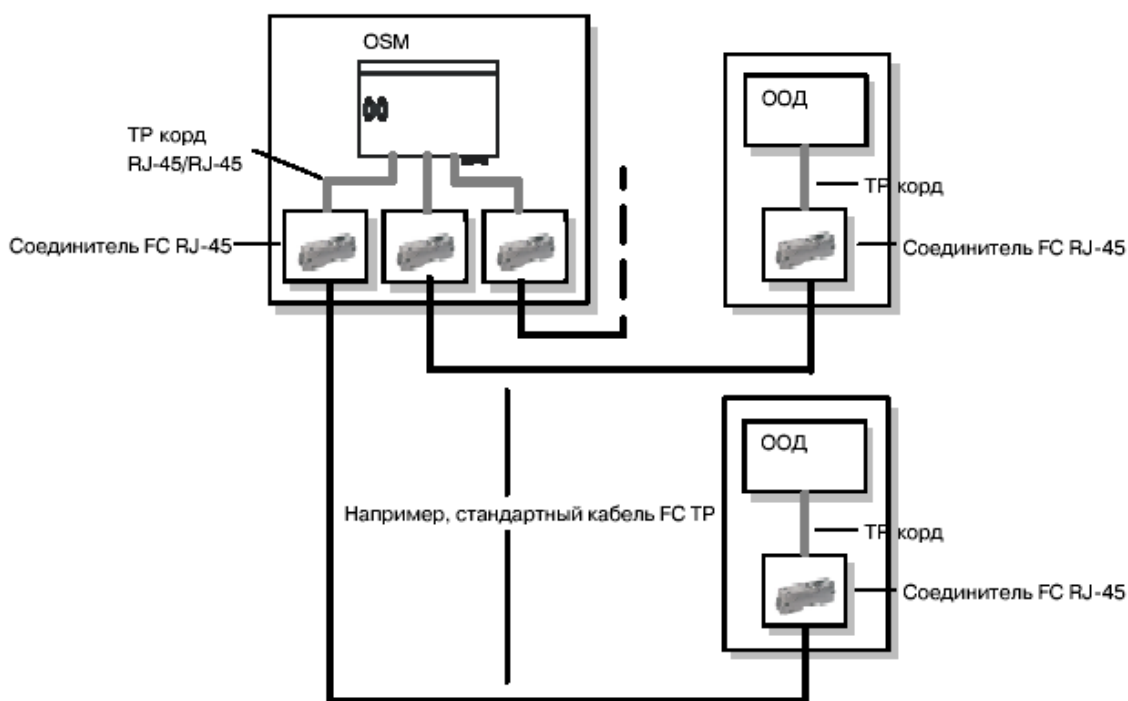 OSM
ООД
ТР корд
RJ-45/RJ-45
ТР корд
Соединитель FC RJ-45
Соединитель FC RJ-45
ООД
Например, стандартный кабель FC TP
ТР корд
Соединитель FC RJ-45